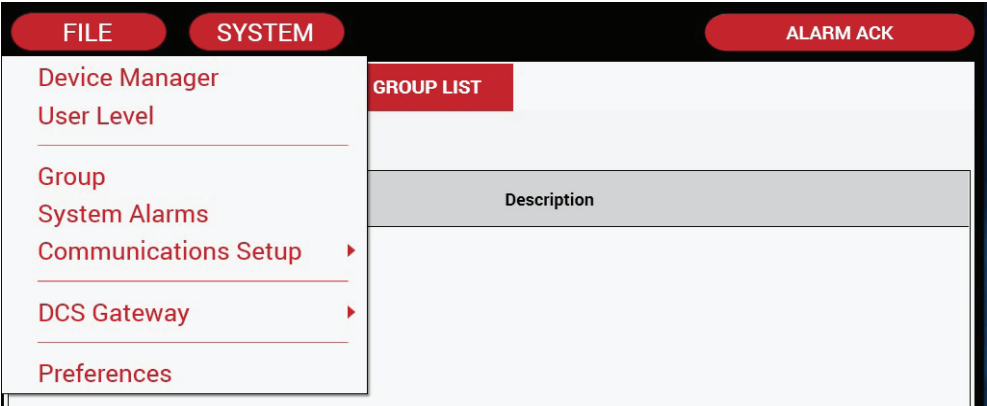 FILE
SYSTEM
ALARM ACK
Device Manager
GROUP LIST
User Level
Group
Description
System Alarms
Communications Setup
DCS Gateway
Preferences